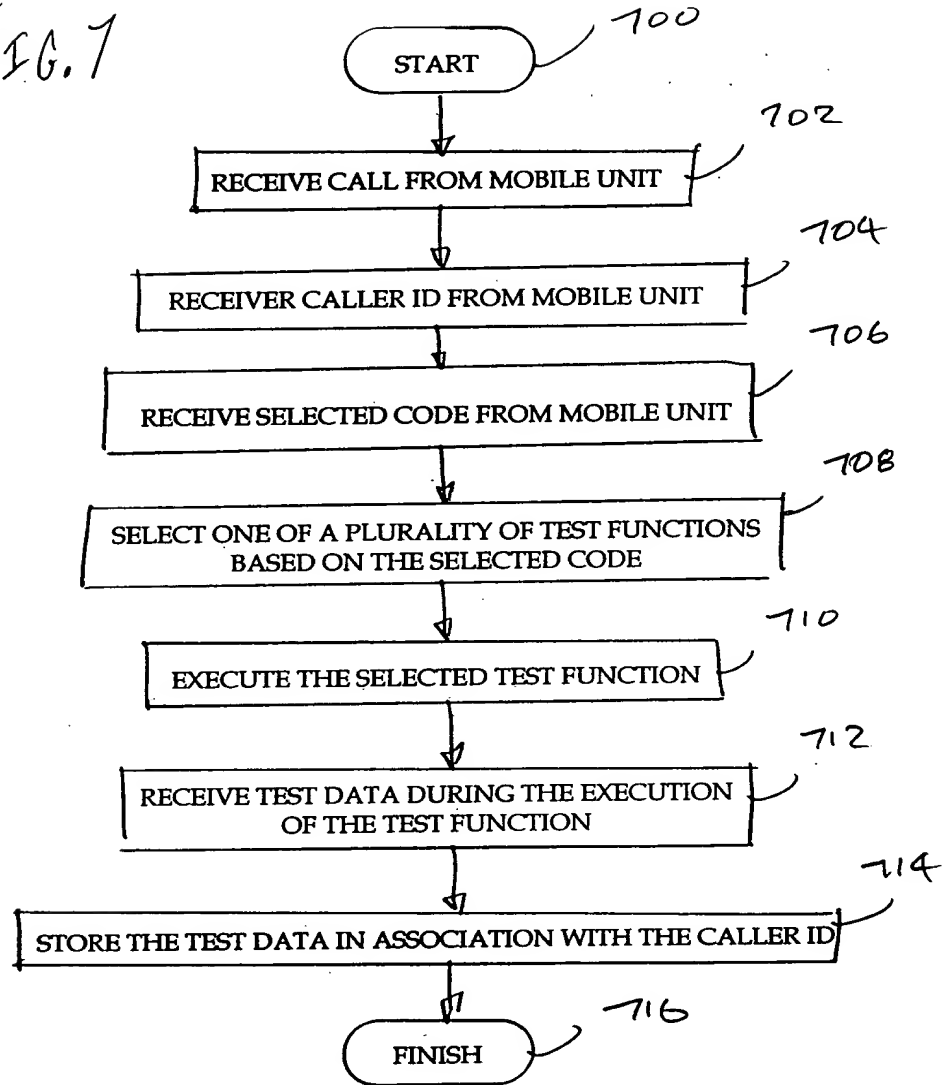 FIG. 7
700
START
702
RECEIVE CALL FROM MOBILE UNIT
704
RECEIVER CALLER ID FROM MOBILE UNIT
706
RECEIVE SELECTED CODE FROM MOBILE UNIT
708
SELECT ONE OF A PLURALITY OF TEST FUNCTIONS
BASED ON THE SELECTED CODE
710
EXECUTE THE SELECTED TEST FUNCTION
712
RECEIVE TEST DATA DURING THE EXECUTION
OF THE TEST FUNCTION
714
STORE THE TEST DATA IN ASSOCIATION WITH THE CALLER ID
716
FINISH